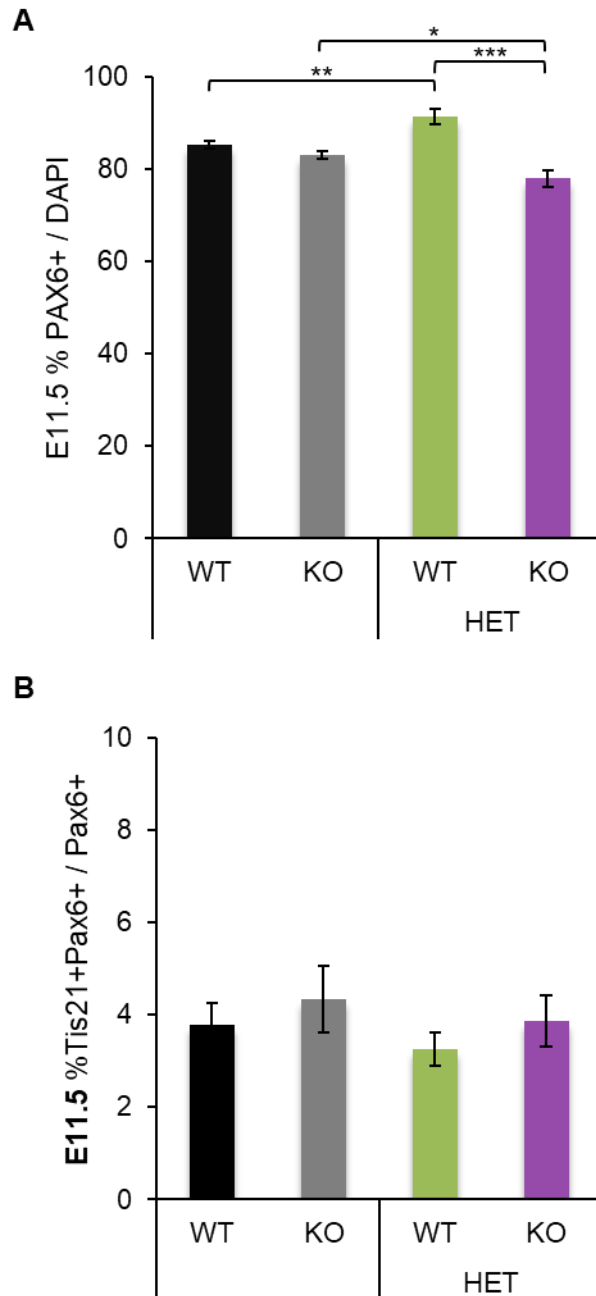 A
E11.5 % PAX6+ / DAPI
*
**
***
100
80
60
40
20
0
WT KO WT KO
HET
B
E11.5 %Tis21+Pax6+ / Pax6+
10
8
6
4
2
0
WT KO WT KO
HET